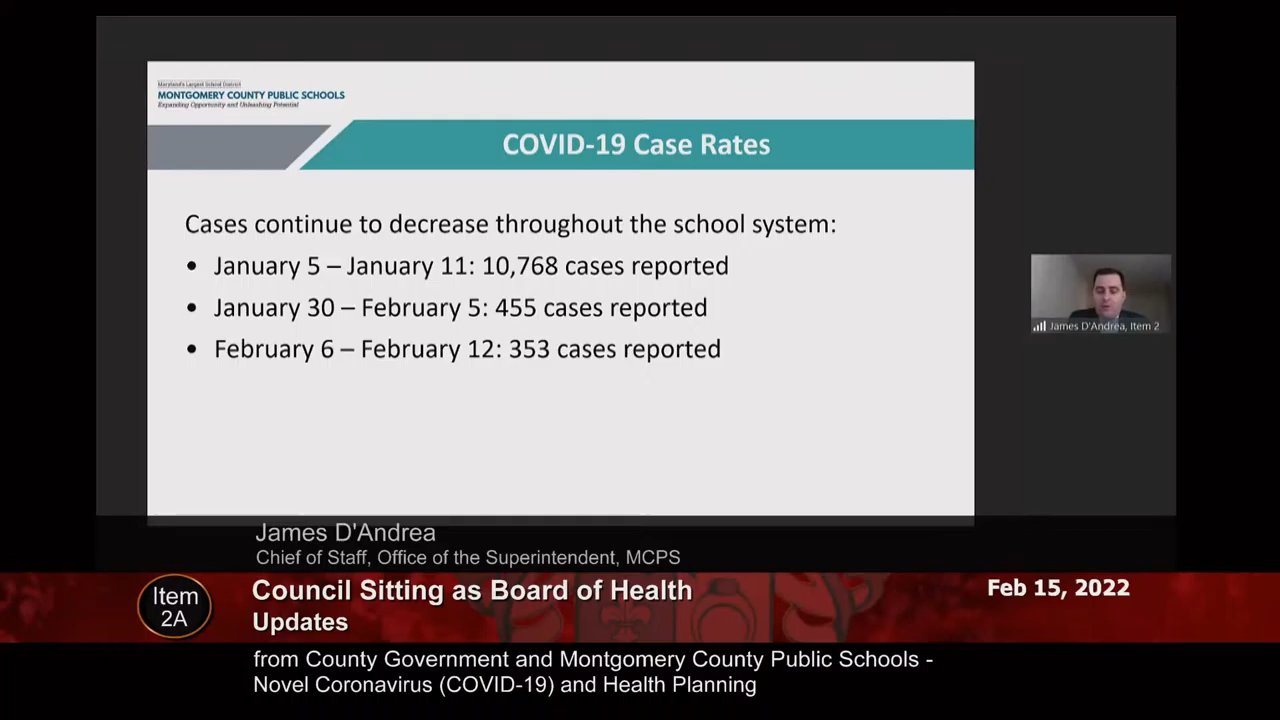 Maryland's Largest School District
MONTGOMERY COUNTY PUBLIC SCHOOLS
Expanding Opportunity and Unleashing Potential
COVID-19 Case Rates
Cases continue to decrease throughout the school system:
• January 5 – January 11: 10,768 cases reported
• January 30 – February 5: 455 cases reported
• February 6 – February 12: 353 cases reported
James D'Andrea, Item 2
James D'Andrea
Chief of Staff, Office of the Superintendent, MCPS
Item
2A
Council Sitting as Board of Health
Updates
Feb 15, 2022
from County Government and Montgomery County Public Schools -
Novel Coronavirus (COVID-19) and Health Planning